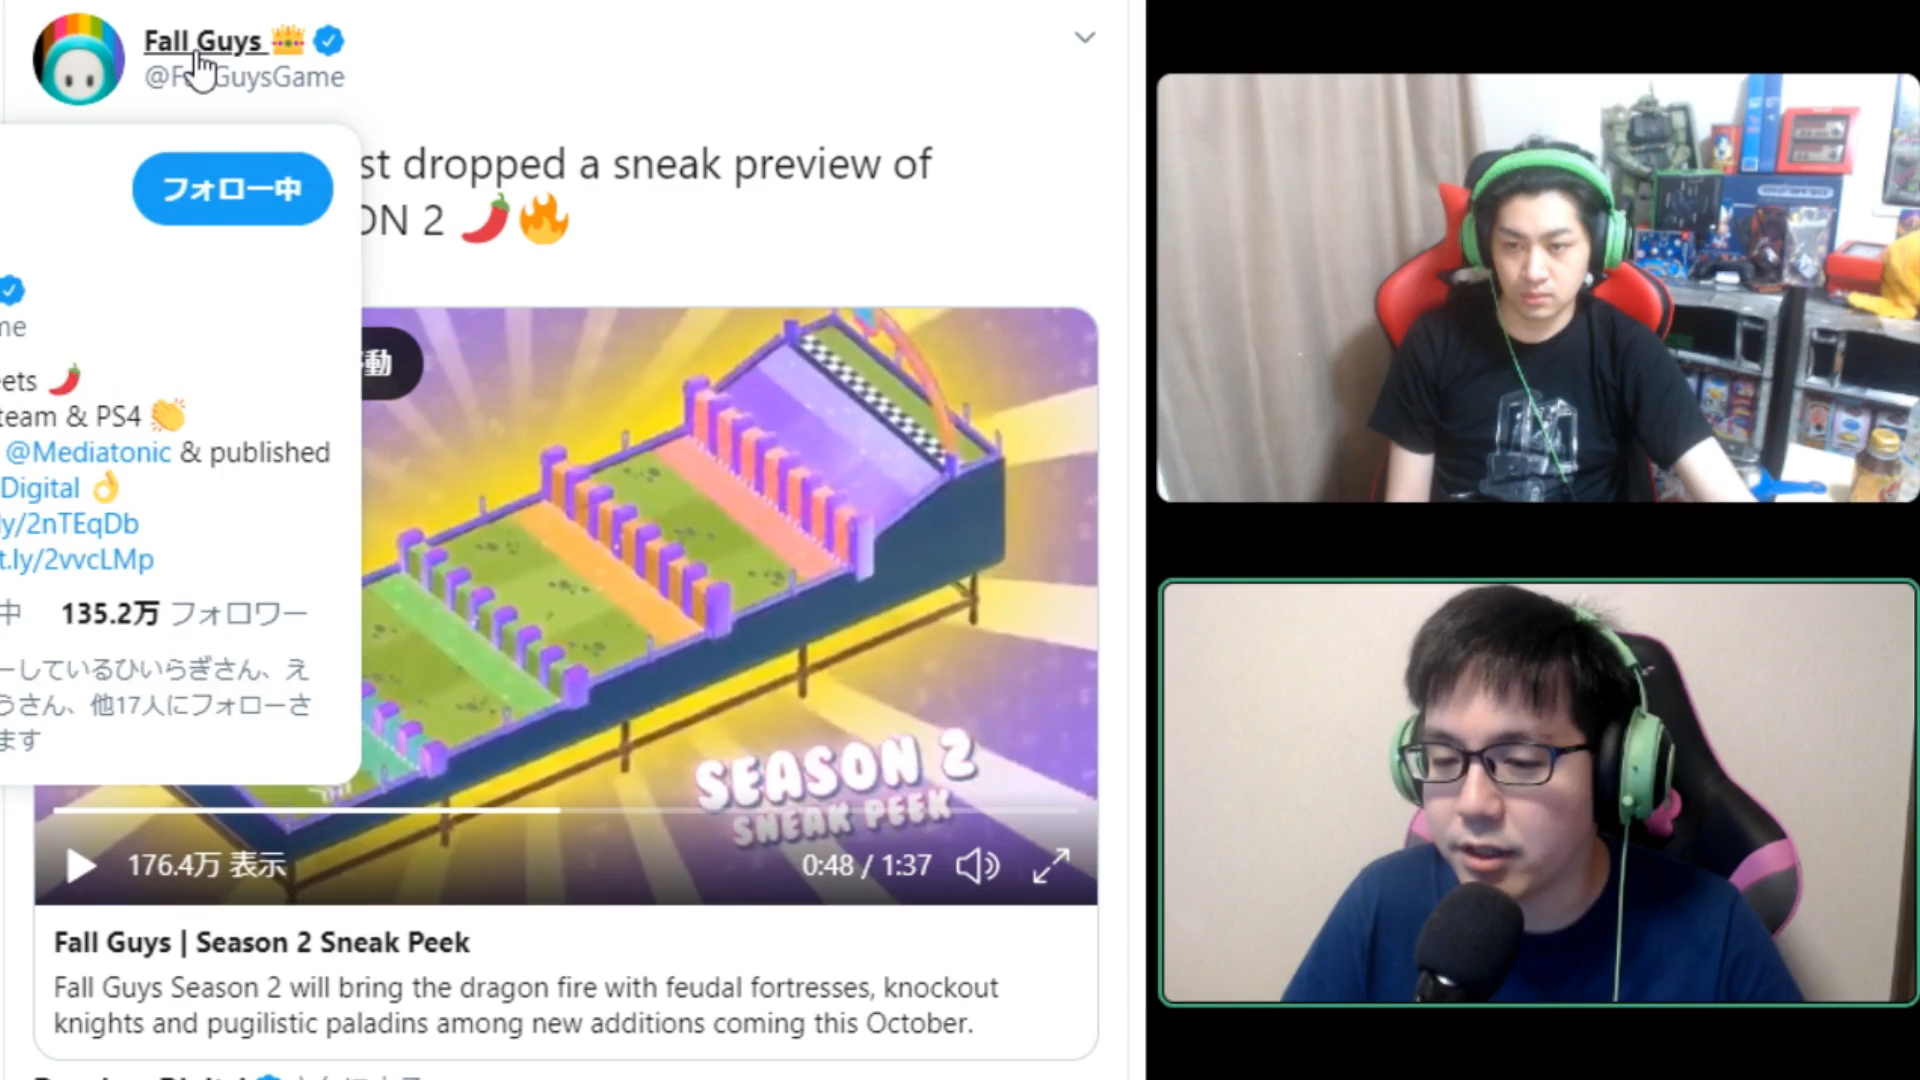 Fall Guys
@F GuysGame
フォロー中
st dropped a sneak preview of
ON 2
me
eets
team & PS4
@Mediatonic & published
Digital
ly/2nTEqDb
t.ly/2vvcLMp
中 135.2万 フォロワー
ーしているひいらぎさん、え
うさん、他17人にフォローさ
ます
動
SEASON 2
SNEAK PEEK
176.4万 表示
0:48 / 1:37
Fall Guys | Season 2 Sneak Peek
Fall Guys Season 2 will bring the dragon fire with feudal fortresses, knockout
knights and pugilistic paladins among new additions coming this October.